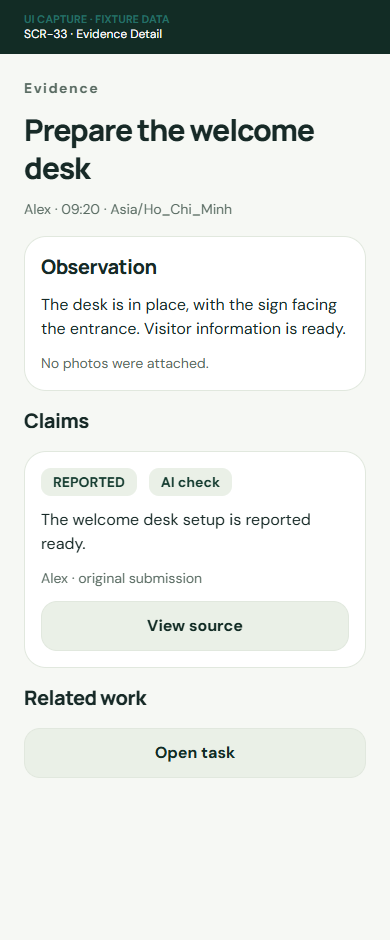 UI CAPTURE · FIXTURE DATA
SCR-33 · Evidence Detail
Evidence
Prepare the welcome
desk
Alex · 09:20 · Asia/Ho_Chi_Minh
Observation
The desk is in place, with the sign facing
the entrance. Visitor information is ready.
No photos were attached.
Claims
REPORTED AI check
The welcome desk setup is reported
ready.
Alex · original submission
View source
Related work
Open task